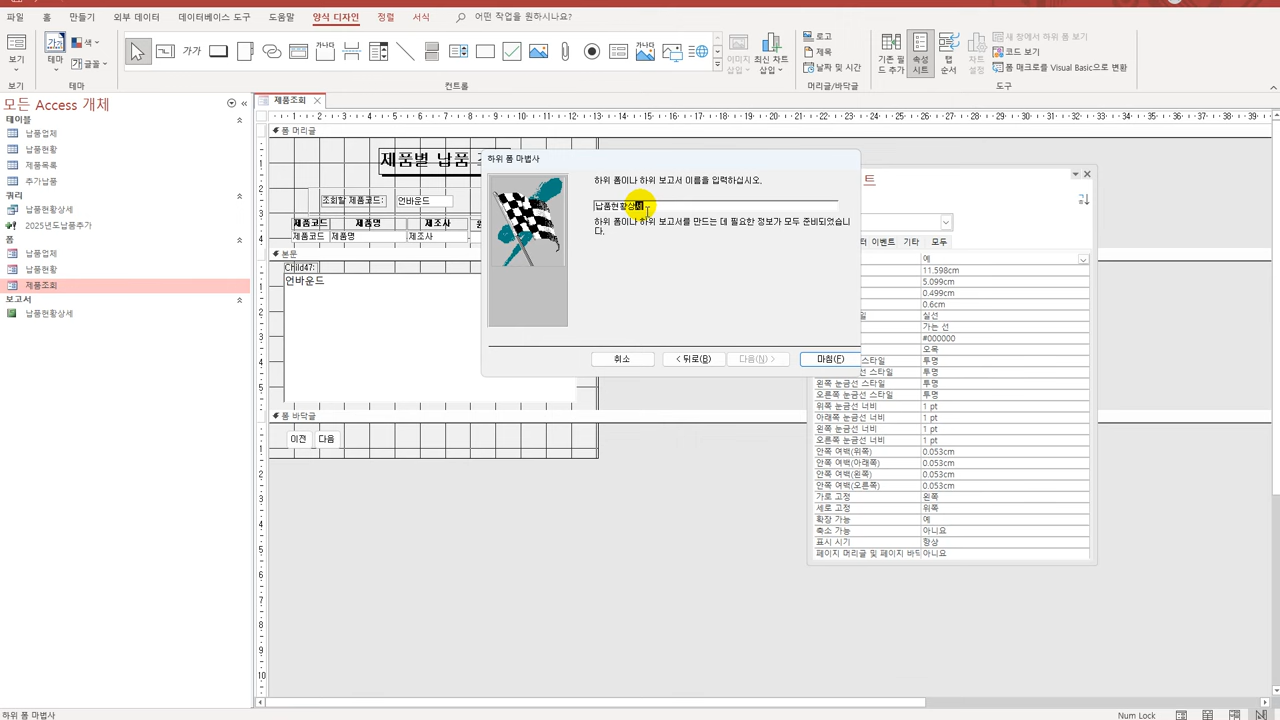 파일 홈 만들기 외부 데이터 데이터베이스 도구 도움말 양식 디자인 정렬 서식 어떤 작업을 원하시나요?
보기 테마 색 글꼴 가나다 이미지 삽입 최신 차트 삽입 로고 제목 날짜 및 시간 기존 필드 추가 속성 시트 탭 순서 차트 설정 새 창에서 하위 폼 보기 코드 보기 폼 매크로를 Visual Basic으로 변환
보기 테마 컨트롤 머리글/바닥글 도구
모든 Access 개체
테이블
납품업체
납품현황
제품목록
추가납품
쿼리
납품현황상세
2025년도납품추가
폼
납품업체
납품현황
제품조회
보고서
납품현황상세
제품조회
폼 머리글
제품별 납품
조회할 제품코드: 언바운드
제품코드 제품명 제조사
제품코드 제품명 제조사
본문
Child47:
언바운드
폼 바닥글
이전 다음
하위 폼 마법사
하위 폼이나 하위 보고서 이름을 입력하십시오.
납품현황상세
하위 폼이나 하위 보고서를 만드는 데 필요한 정보가 모두 준비되었습니
다.
취소 < 뒤로(B) 다음(N) > 마침(F)
트
이벤트 기타 모두
예
11.598cm
5.099cm
0.499cm
0.6cm
실선
가는 선
#000000
오목
스타일 투명
스타일 투명
왼쪽 눈금선 스타일 투명
오른쪽 눈금선 스타일 투명
위쪽 눈금선 너비 1 pt
아래쪽 눈금선 너비 1 pt
왼쪽 눈금선 너비 1 pt
오른쪽 눈금선 너비 1 pt
안쪽 여백(위쪽) 0.053cm
안쪽 여백(아래쪽) 0.053cm
안쪽 여백(왼쪽) 0.053cm
안쪽 여백(오른쪽) 0.053cm
가로 고정 왼쪽
세로 고정 위쪽
확장 가능 예
축소 가능 아니요
표시 시기 항상
페이지 머리글 및 페이지 바닥 아니요
하위 폼 마법사 Num Lock